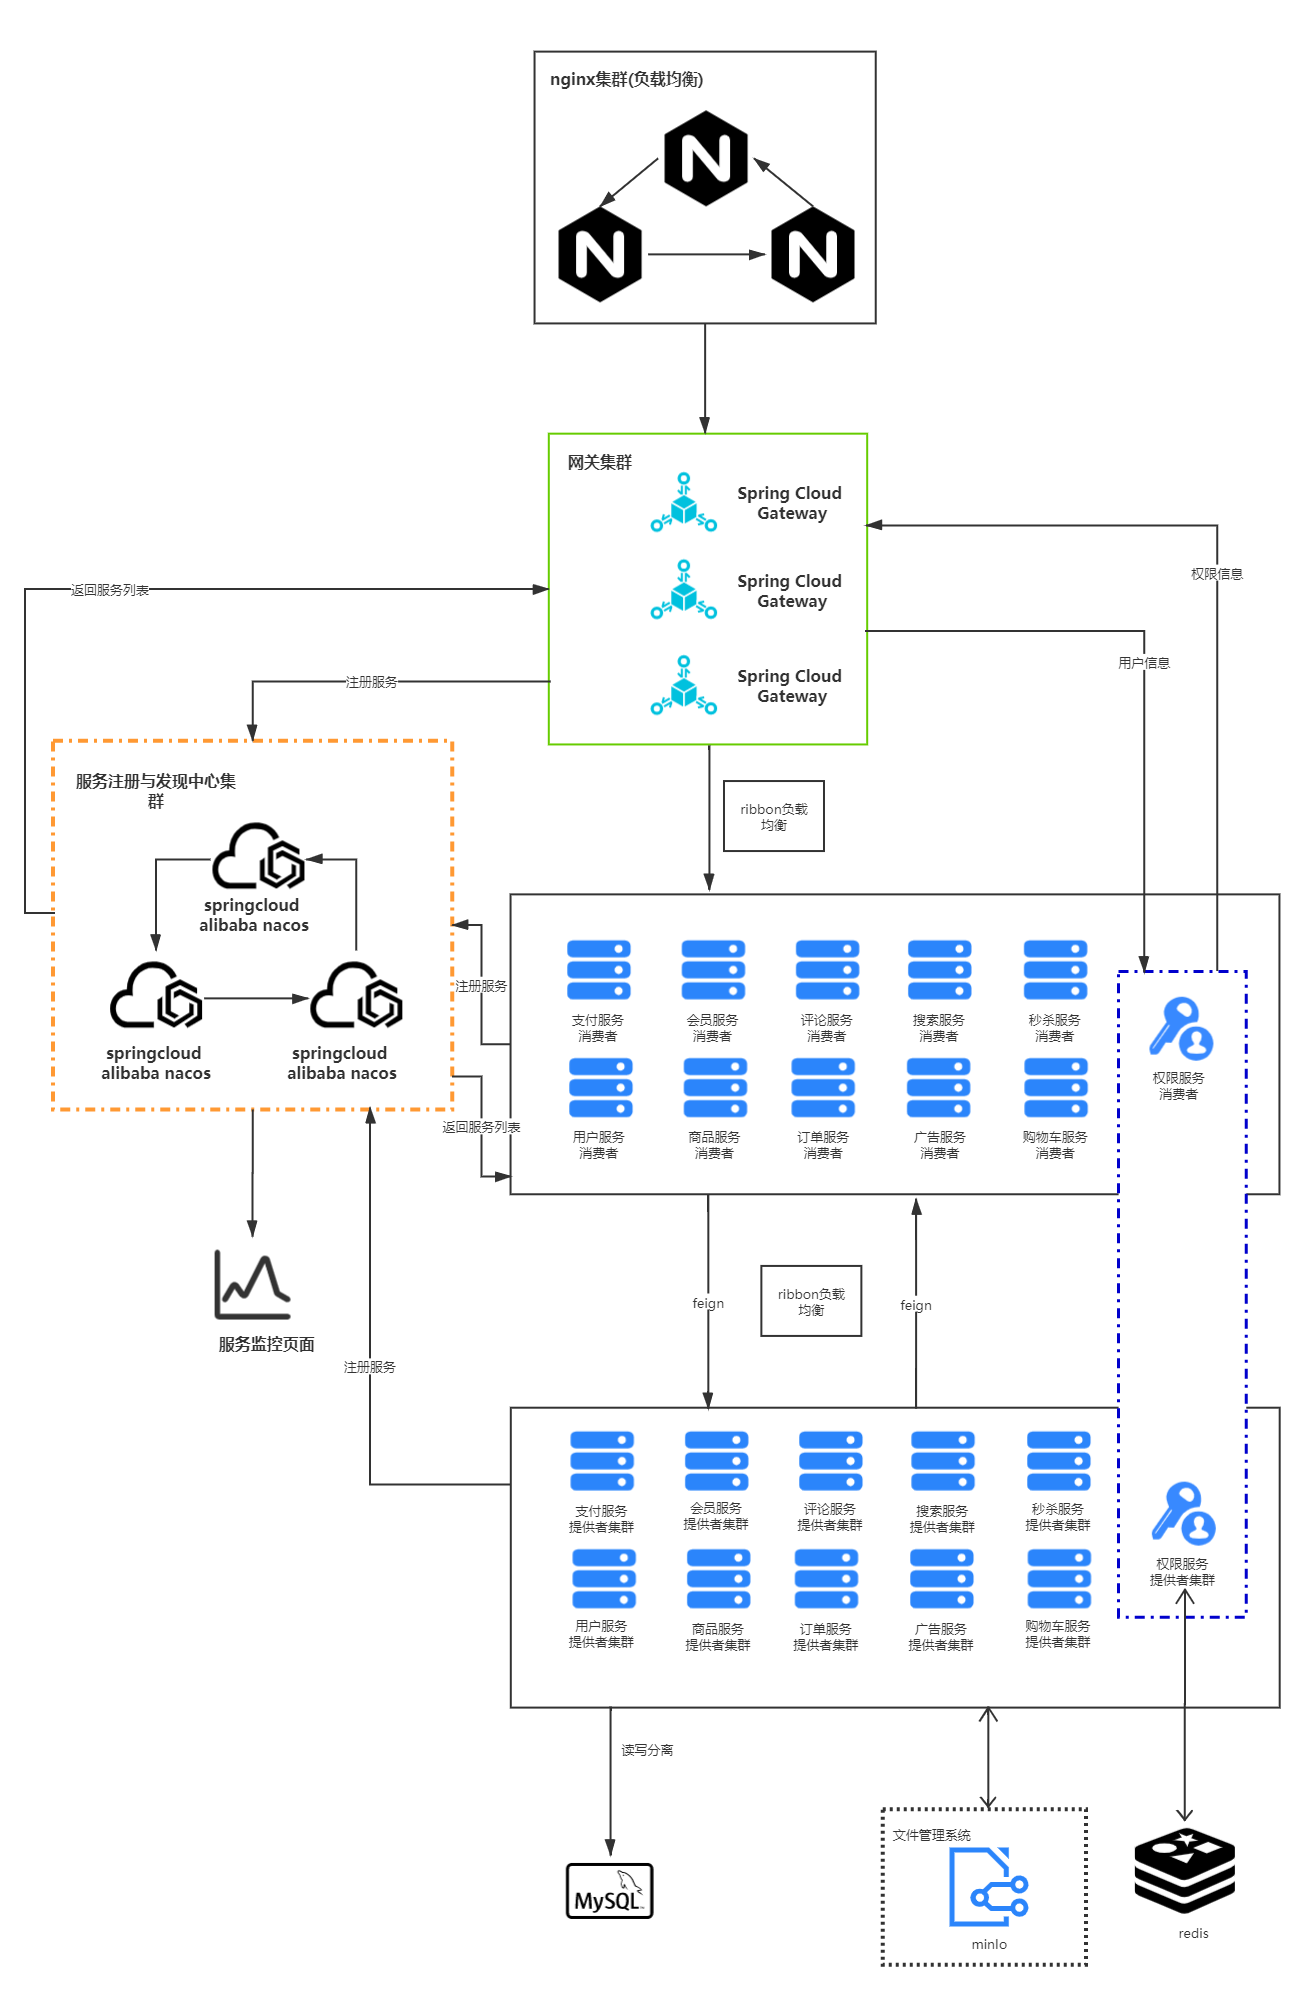 nginx集群(负载均衡)
网关集群
Spring Cloud
Gateway
Spring Cloud
Gateway
Spring Cloud
Gateway
权限信息
返回服务列表
用户信息
注册服务
服务注册与发现中心集
群
springcloud
alibaba nacos
springcloud
alibaba nacos
springcloud
alibaba nacos
ribbon负载
均衡
注册服务
返回服务列表
支付服务
消费者
会员服务
消费者
评论服务
消费者
搜索服务
消费者
秒杀服务
消费者
权限服务
消费者
用户服务
消费者
商品服务
消费者
订单服务
消费者
广告服务
消费者
购物车服务
消费者
服务监控页面
注册服务
feign
ribbon负载
均衡
feign
支付服务
提供者集群
会员服务
提供者集群
评论服务
提供者集群
搜索服务
提供者集群
秒杀服务
提供者集群
权限服务
提供者集群
用户服务
提供者集群
商品服务
提供者集群
订单服务
提供者集群
广告服务
提供者集群
购物车服务
提供者集群
读写分离
MySQL
文件管理系统
minIo
redis